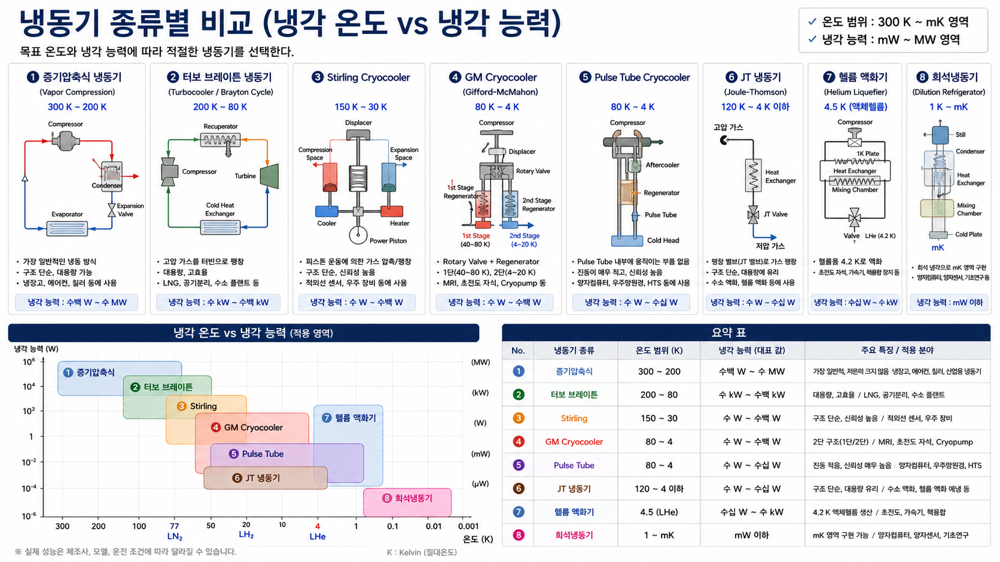 냉동기 종류별 비교 (냉각 온도 vs 냉각 능력)
목표 온도와 냉각 능력에 따라 적절한 냉동기를 선택한다.
✓ 온도 범위 : 300 K ~ mK 영역
✓ 냉각 능력 : mW ~ MW 영역
1 증기압축식 냉동기
(Vapor Compression)
300 K ~ 200 K
Compressor
Condenser
Expansion
Valve
Evaporator
• 가장 일반적인 냉동 방식
• 구조 단순, 대용량 가능
• 냉장고, 에어컨, 칠러 동에 사용
냉각 능력 : 수백 W ~ 수 MW
2 터보 브레이튼 냉동기
(Turbocooler / Brayton Cycle)
200 K ~ 80 K
Recuperator
Compressor
Turbine
Cold Heat
Exchanger
• 고압 가스를 터빈으로 팽창
• 대용량, 고효율
• LNG, 공기분리, 수소 플랜트 등
냉각 능력 : 수 kW ~ 수백 kW
3 Stirling Cryocooler
150 K ~ 30 K
Displacer
Compression
Space
Expansion
Space
Cooler
Heater
Power Piston
• 피스톤 운동에 의한 가스 압축/팽창
• 구조 단순, 신뢰성 높음
• 적외선 센서, 우주 장비 동에 사용
냉각 능력 : 수 W ~ 수백 W
4 GM Cryocooler
(Gifford-McMahon)
80 K ~ 4 K
Compressor
Displacer
Rotary Valve
1st Stage
Regenerator
2nd Stage
Regenerator
1st Stage
(40~80 K)
2nd Stage
(4~20 K)
• Rotary Valve + Regenerator
• 1단(40~80 K), 2단(4~20 K)
• MRI, 초전도 자석, Cryopump 동
냉각 능력 : 수 W ~ 수백 W
5 Pulse Tube Cryocooler
80 K ~ 4 K
Compressor
Aftercooler
Regenerator
Pulse Tube
Cold Head
• Pulse Tube 내부에 움직이는 부품 없음
• 진동이 매우 적고, 신뢰성 높음
• 양자컴퓨터, 우주망원경, HTS 동에 사용
냉각 능력 : 수 W ~ 수십 W
6 JT 냉동기
(Joule-Thomson)
120 K ~ 4 K 이하
고압 가스
Heat
Exchanger
JT Valve
저압 가스
• 팽창 밸브(JT 밸브)로 가스 팽창
• 구조 단순, 대용량에 유리
• 수소 액화, 헬륨 액화 등에 사용
냉각 능력 : 수 W ~ 수십 W
7 헬륨 액화기
(Helium Liquefier)
4.5 K (액체헬륨)
Compressor
1K Plate
Heat Exchanger
Mixing Chamber
Valve
LHe (4.2 K)
• 헬륨을 4.2 K로 액화
• 초전도 자석, 가속기, 핵융합 장지 등
냉각 능력 : 수십 W ~ 수 kW
8 희석냉동기
(Dilution Refrigerator)
1 K ~ mK
Still
Condenser
Heat
Exchanger
Mixing
Chamber
Cold Plate
mK
• 희석 냉각으로 mK 영역 구현
• 양자컴퓨터, 양자센서, 기초연구 등
냉각 능력 : mW 이하
냉각 온도 vs 냉각 능력 (적용 영역)
냉각 능력 (W)
10⁶
10⁴
10²
1
10⁻²
10⁻⁴
10⁻⁶
(MW)
(kW)
(W)
(mW)
(μW)
1 증기압축식
2 터보 브레이튼
3 Stirling
4 GM Cryocooler
5 Pulse Tube
6 JT 냉동기
7 헬륨 액화기
8 희석냉동기
300 200 100 77 50 20 10 4 1 0.1 0.01 0.001
LN₂ LH₂ LHe
온도 (K)
※ 실제 성능은 제조사, 모델, 운전 조건에 따라 달라질 수 있습니다.
K : Kelvin (절대온도)
요약 표
No. 냉동기 종류 온도 범위 (K) 냉각 능력 (대표 값) 주요 특징 / 적용 분야
1 증기압축식 300 ~ 200 수백 W ~ 수 MW 가장 일반적, 크지 않음 냉장고, 에어컨, 칠러, 산업용 냉동기
2 터보 브레이튼 200 ~ 80 수 kW ~ 수백 kW 대용량, 고효율 / LNG, 공기분리, 수소 플랜트
3 Stirling 150 ~ 30 수 W ~ 수백 W 구조 단순, 신뢰성 높음 / 적외선 센서, 우주 장비
4 GM Cryocooler 80 ~ 4 수 W ~ 수백 W 2단 구조(1단/2단) / MRI, 초전도 자석, Cryopump
5 Pulse Tube 80 ~ 4 수 W ~ 수십 W 진동 적음, 신뢰성 매우 높음 / 양자컴퓨터, 우주망원경, HTS
6 JT 냉동기 120 ~ 4 이하 수 W ~ 수십 W 구조 단순, 대용량 유리 / 수소 액화, 헬륨 액화 에냉 등
7 헬륨 액화기 4.5 (LHe) 수십 W ~ 수 kW 4.2 K 액체헬륨 생산 / 초전도, 가속기, 핵융합
8 희석냉동기 1 ~ mK mW 이하 mK 영역 구현 가능 / 양자컴퓨터, 양자센서, 기초연구